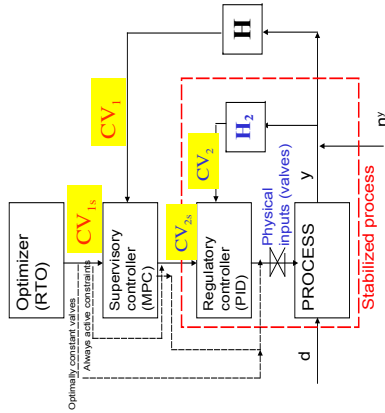 Optimizer
(RTO)
CV1s
Optimally constant valves
Always active constraints
CV1
H
Supervisory
controller
(MPC)
CV2s
CV2
H2
Regulatory
controller
(PID)
Physical
inputs (valves)
y
PROCESS
d
Stabilized process
ny